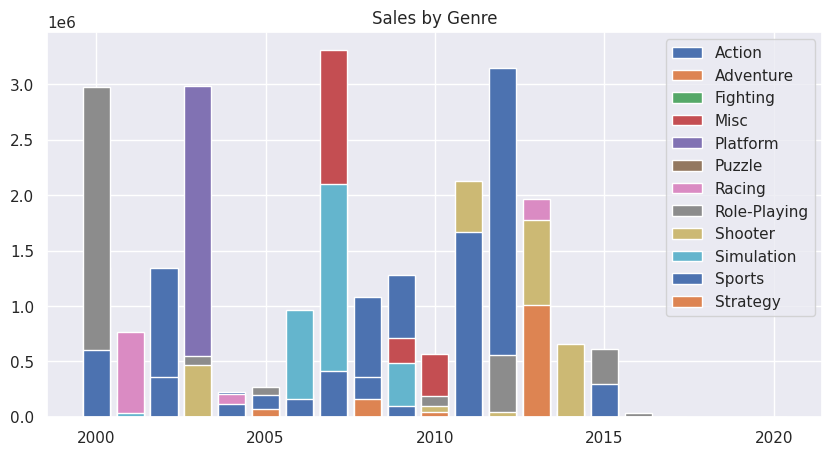 Sales by Genre
1e6
3.0
2.5
2.0
1.5
1.0
0.5
0.0
2000 2005 2010 2015 2020
Action
Adventure
Fighting
Misc
Platform
Puzzle
Racing
Role-Playing
Shooter
Simulation
Sports
Strategy